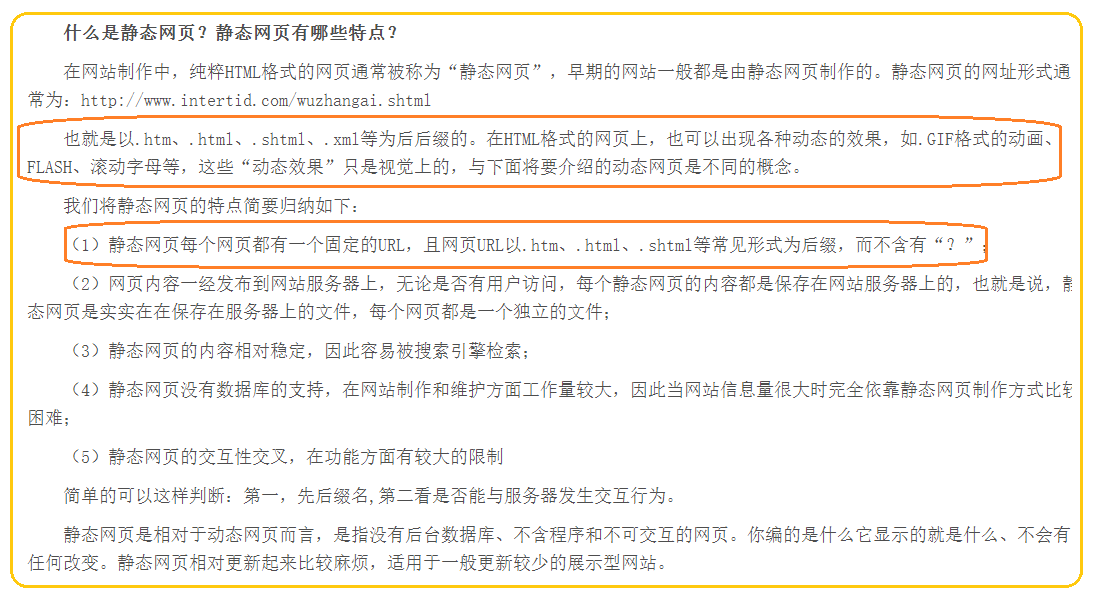 什么是静态网页？静态网页有哪些特点？
在网站制作中，纯粹HTML格式的网页通常被称为“静态网页”，早期的网站一般都是由静态网页制作的。静态网页的网址形式通
常为：http://www.intertid.com/wuzhangai.shtml
也就是以.htm、.html、.shtml、.xml等为后后缀的。在HTML格式的网页上，也可以出现各种动态的效果，如.GIF格式的动画、
FLASH、滚动字母等，这些“动态效果”只是视觉上的，与下面将要介绍的动态网页是不同的概念。
我们将静态网页的特点简要归纳如下：
（1）静态网页每个网页都有一个固定的URL，且网页URL以.htm、.html、.shtml等常见形式为后缀，而不含有“？”；
（2）网页内容一经发布到网站服务器上，无论是否有用户访问，每个静态网页的内容都是保存在网站服务器上的，也就是说，静
态网页是实实在在保存在服务器上的文件，每个网页都是一个独立的文件；
（3）静态网页的内容相对稳定，因此容易被搜索引擎检索；
（4）静态网页没有数据库的支持，在网站制作和维护方面工作量较大，因此当网站信息量很大时完全依靠静态网页制作方式比较
困难；
（5）静态网页的交互性交叉，在功能方面有较大的限制
简单的可以这样判断：第一，先后缀名,第二看是否能与服务器发生交互行为。
静态网页是相对于动态网页而言，是指没有后台数据库、不含程序和不可交互的网页。你编的是什么它显示的就是什么、不会有
任何改变。静态网页相对更新起来比较麻烦，适用于一般更新较少的展示型网站。